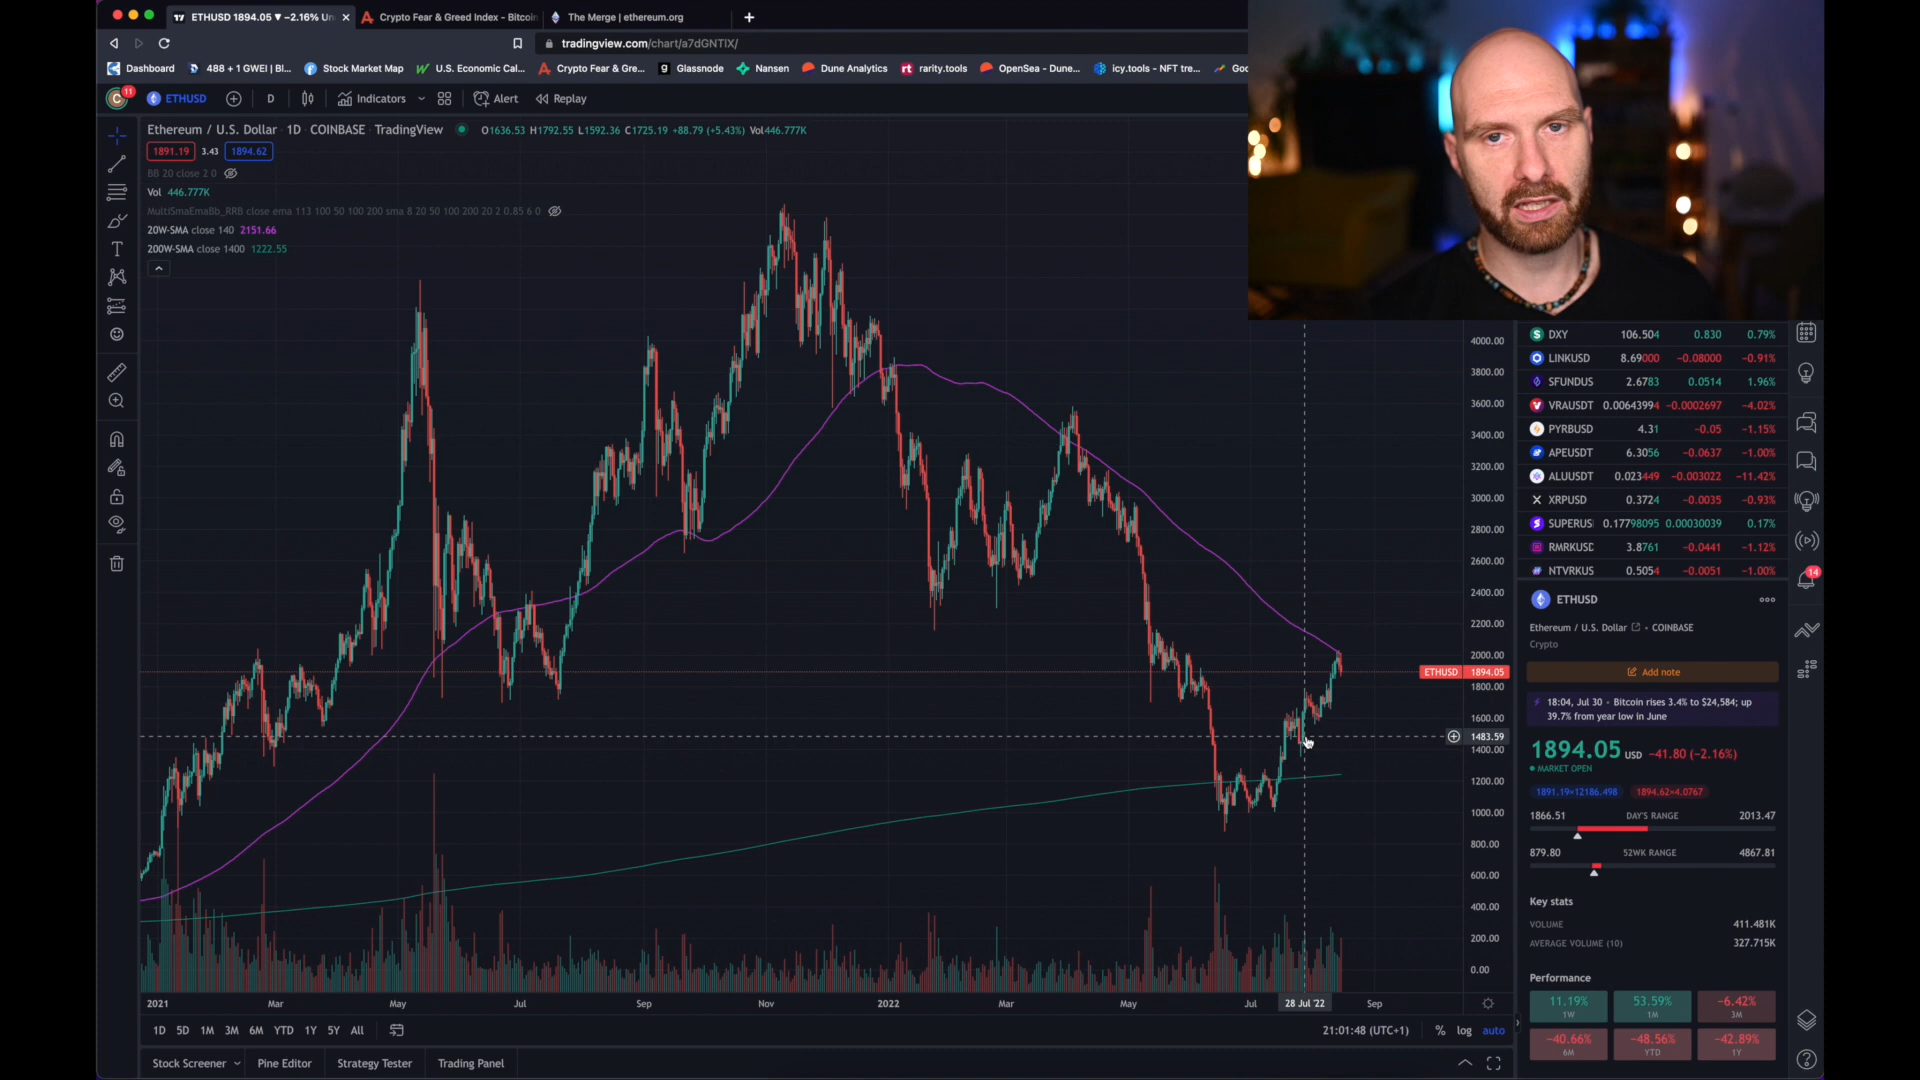 ETHUSD 1894.05 ▼ −2.16% Un
Crypto Fear & Greed Index - Bitcoin
The Merge | ethereum.org
tradingview.com/chart/a7dGNTIX/
Dashboard
488 + 1 GWEI | Bl...
Stock Market Map
U.S. Economic Cal...
Crypto Fear & Gre...
Glassnode
Nansen
Dune Analytics
rarity.tools
OpenSea - Dune...
icy.tools - NFT tre...
Goo
C 11
ETHUSD
D
Indicators
Alert
Replay
Ethereum / U.S. Dollar · 1D · COINBASE · TradingView
O1636.53 H1792.55 L1592.36 C1725.19 +88.79 (+5.43%) Vol446.777K
1891.19 3.43 1894.62
BB 20 close 2 0
Vol 446.777K
MultiSmaEmaBb_RRB close ema 113 100 50 100 200 sma 8 20 50 100 200 20 2 0.85 6 0
20W-SMA close 140 2151.66
200W-SMA close 1400 1222.55
4000.00
3800.00
3600.00
3400.00
3200.00
3000.00
2800.00
2600.00
2400.00
2200.00
2000.00
ETHUSD 1894.05
1800.00
1600.00
1483.59
1400.00
1200.00
1000.00
800.00
600.00
400.00
200.00
0.00
2021 Mar May Jul Sep Nov 2022 Mar May Jul 28 Jul '22 Sep
1D 5D 1M 3M 6M YTD 1Y 5Y All
21:01:48 (UTC+1) % log auto
Stock Screener
Pine Editor
Strategy Tester
Trading Panel
DXY 106.504 0.830 0.79%
LINKUSD 8.69000 −0.08000 −0.91%
SFUNDUS 2.6783 0.0514 1.96%
VRAUSDT 0.00643994 −0.0002697 −4.02%
PYRBUSD 4.31 −0.05 −1.15%
APEUSDT 6.3056 −0.0637 −1.00%
ALUUSDT 0.023449 −0.003022 −11.42%
XRPUSD 0.3724 −0.0035 −0.93%
SUPERUS 0.17798095 0.00030039 0.17%
RMRKUSD 3.8761 −0.0441 −1.12%
NTVRKUS 0.5054 −0.0051 −1.00%
14
ETHUSD
Ethereum / U.S. Dollar • COINBASE
Crypto
Add note
18:04, Jul 30 - Bitcoin rises 3.4% to $24,584; up
39.7% from year low in June
1894.05 USD −41.80 (−2.16%)
MARKET OPEN
1891.19×12186.498 1894.62×4.0767
1866.51 DAY'S RANGE 2013.47
879.80 52WK RANGE 4867.81
Key stats
VOLUME 411.481K
AVERAGE VOLUME (10) 327.715K
Performance
11.19% 53.59% −6.42%
1W 1M 3M
−40.66% −48.56% −42.89%
6M YTD 1Y